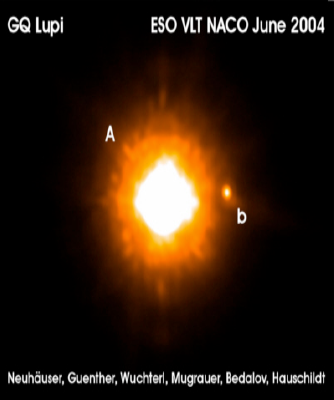 GQ Lupi ESO VLT NACO June 2004
A
b
Neuhäuser, Guenther, Wuchterl, Mugrauer, Bedalov, Hauschildt